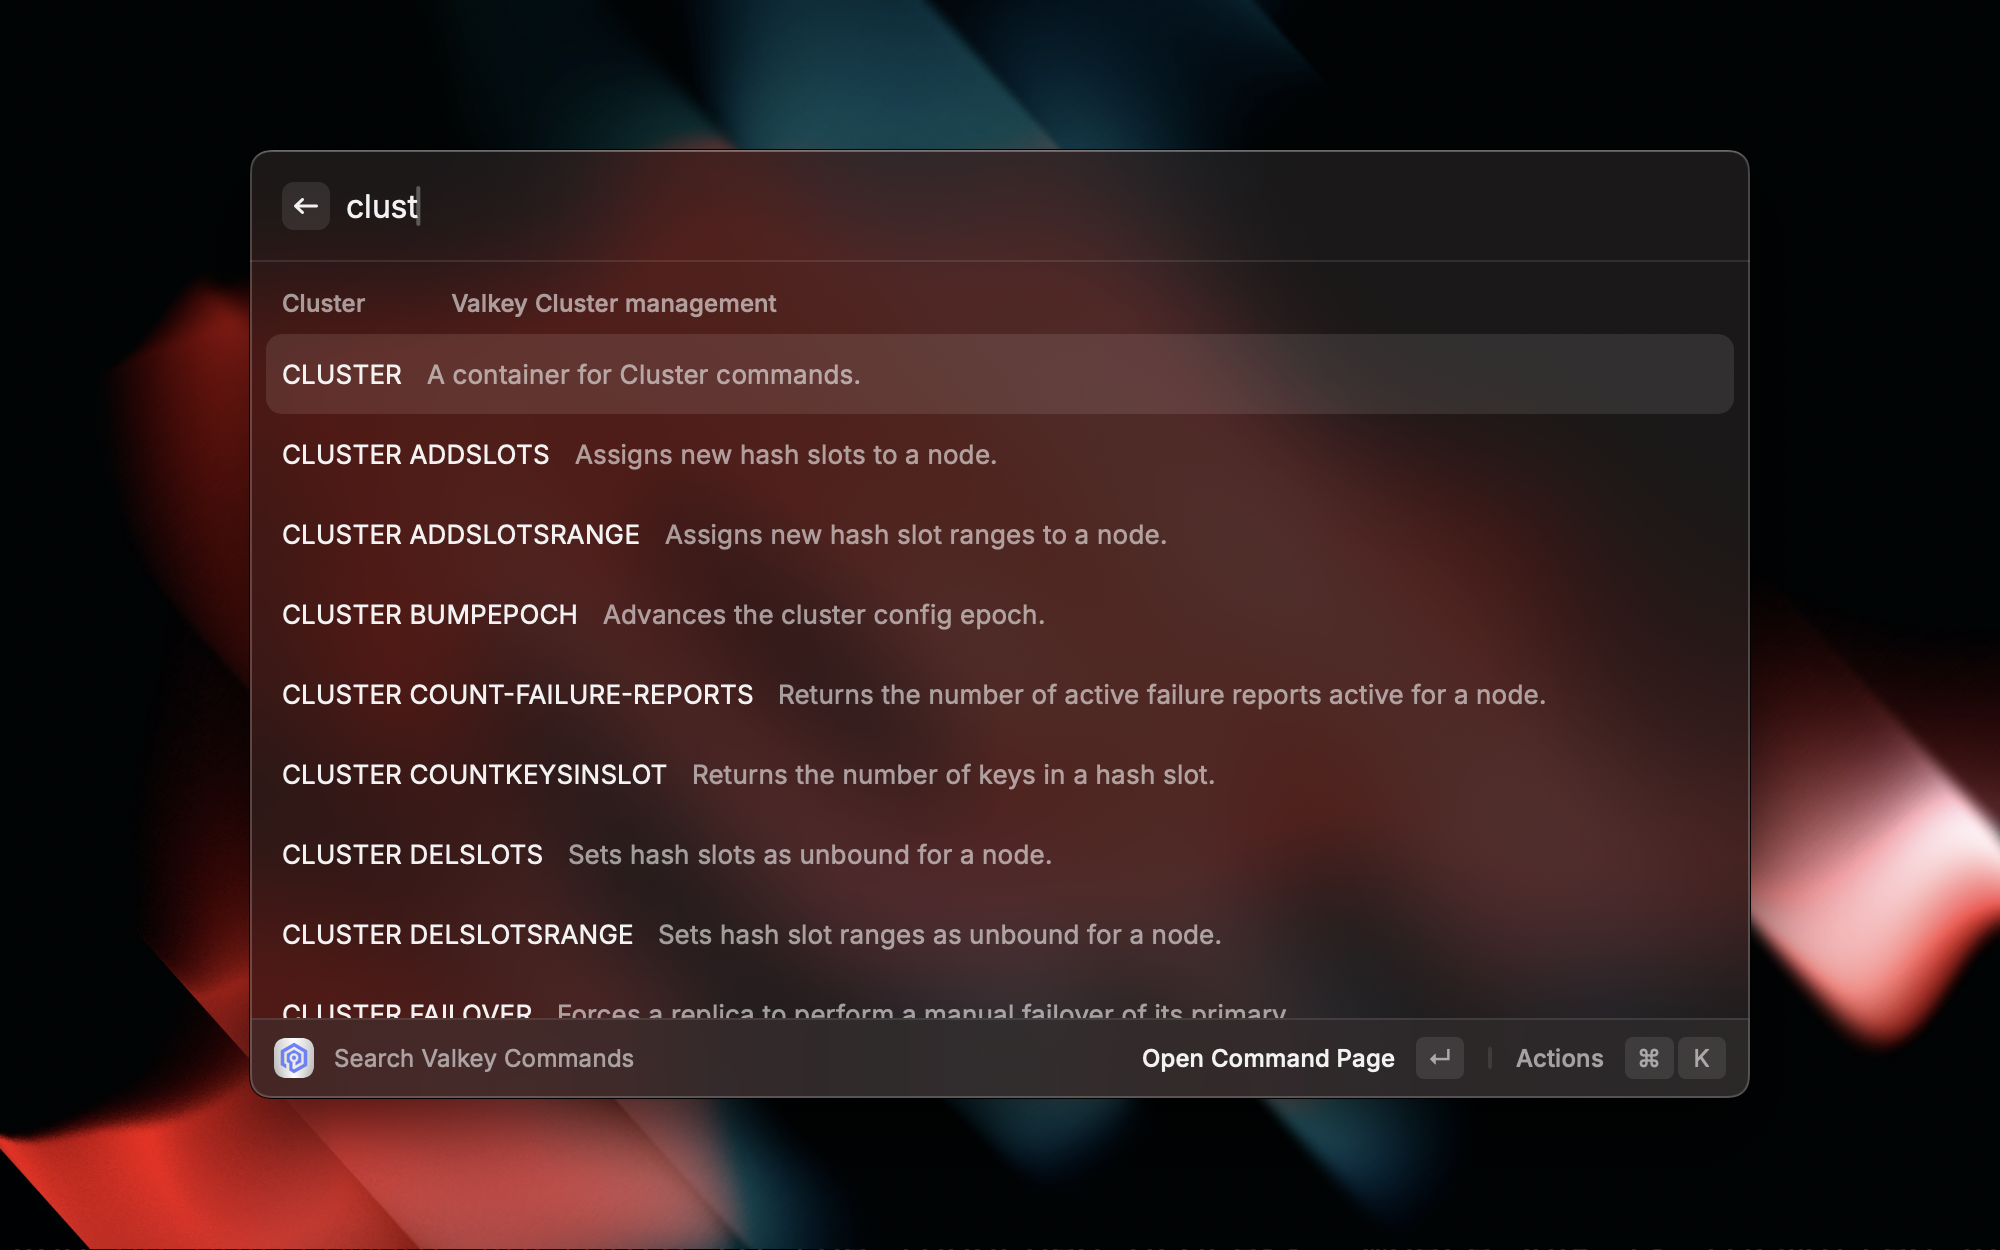 clust
Cluster Valkey Cluster management
CLUSTER A container for Cluster commands.
CLUSTER ADDSLOTS Assigns new hash slots to a node.
CLUSTER ADDSLOTSRANGE Assigns new hash slot ranges to a node.
CLUSTER BUMPEPOCH Advances the cluster config epoch.
CLUSTER COUNT-FAILURE-REPORTS Returns the number of active failure reports active for a node.
CLUSTER COUNTKEYSINSLOT Returns the number of keys in a hash slot.
CLUSTER DELSLOTS Sets hash slots as unbound for a node.
CLUSTER DELSLOTSRANGE Sets hash slot ranges as unbound for a node.
CLUSTER FAILOVER Forces a replica to perform a manual failover of its primary.
Search Valkey Commands Open Command Page ↵ Actions ⌘ K